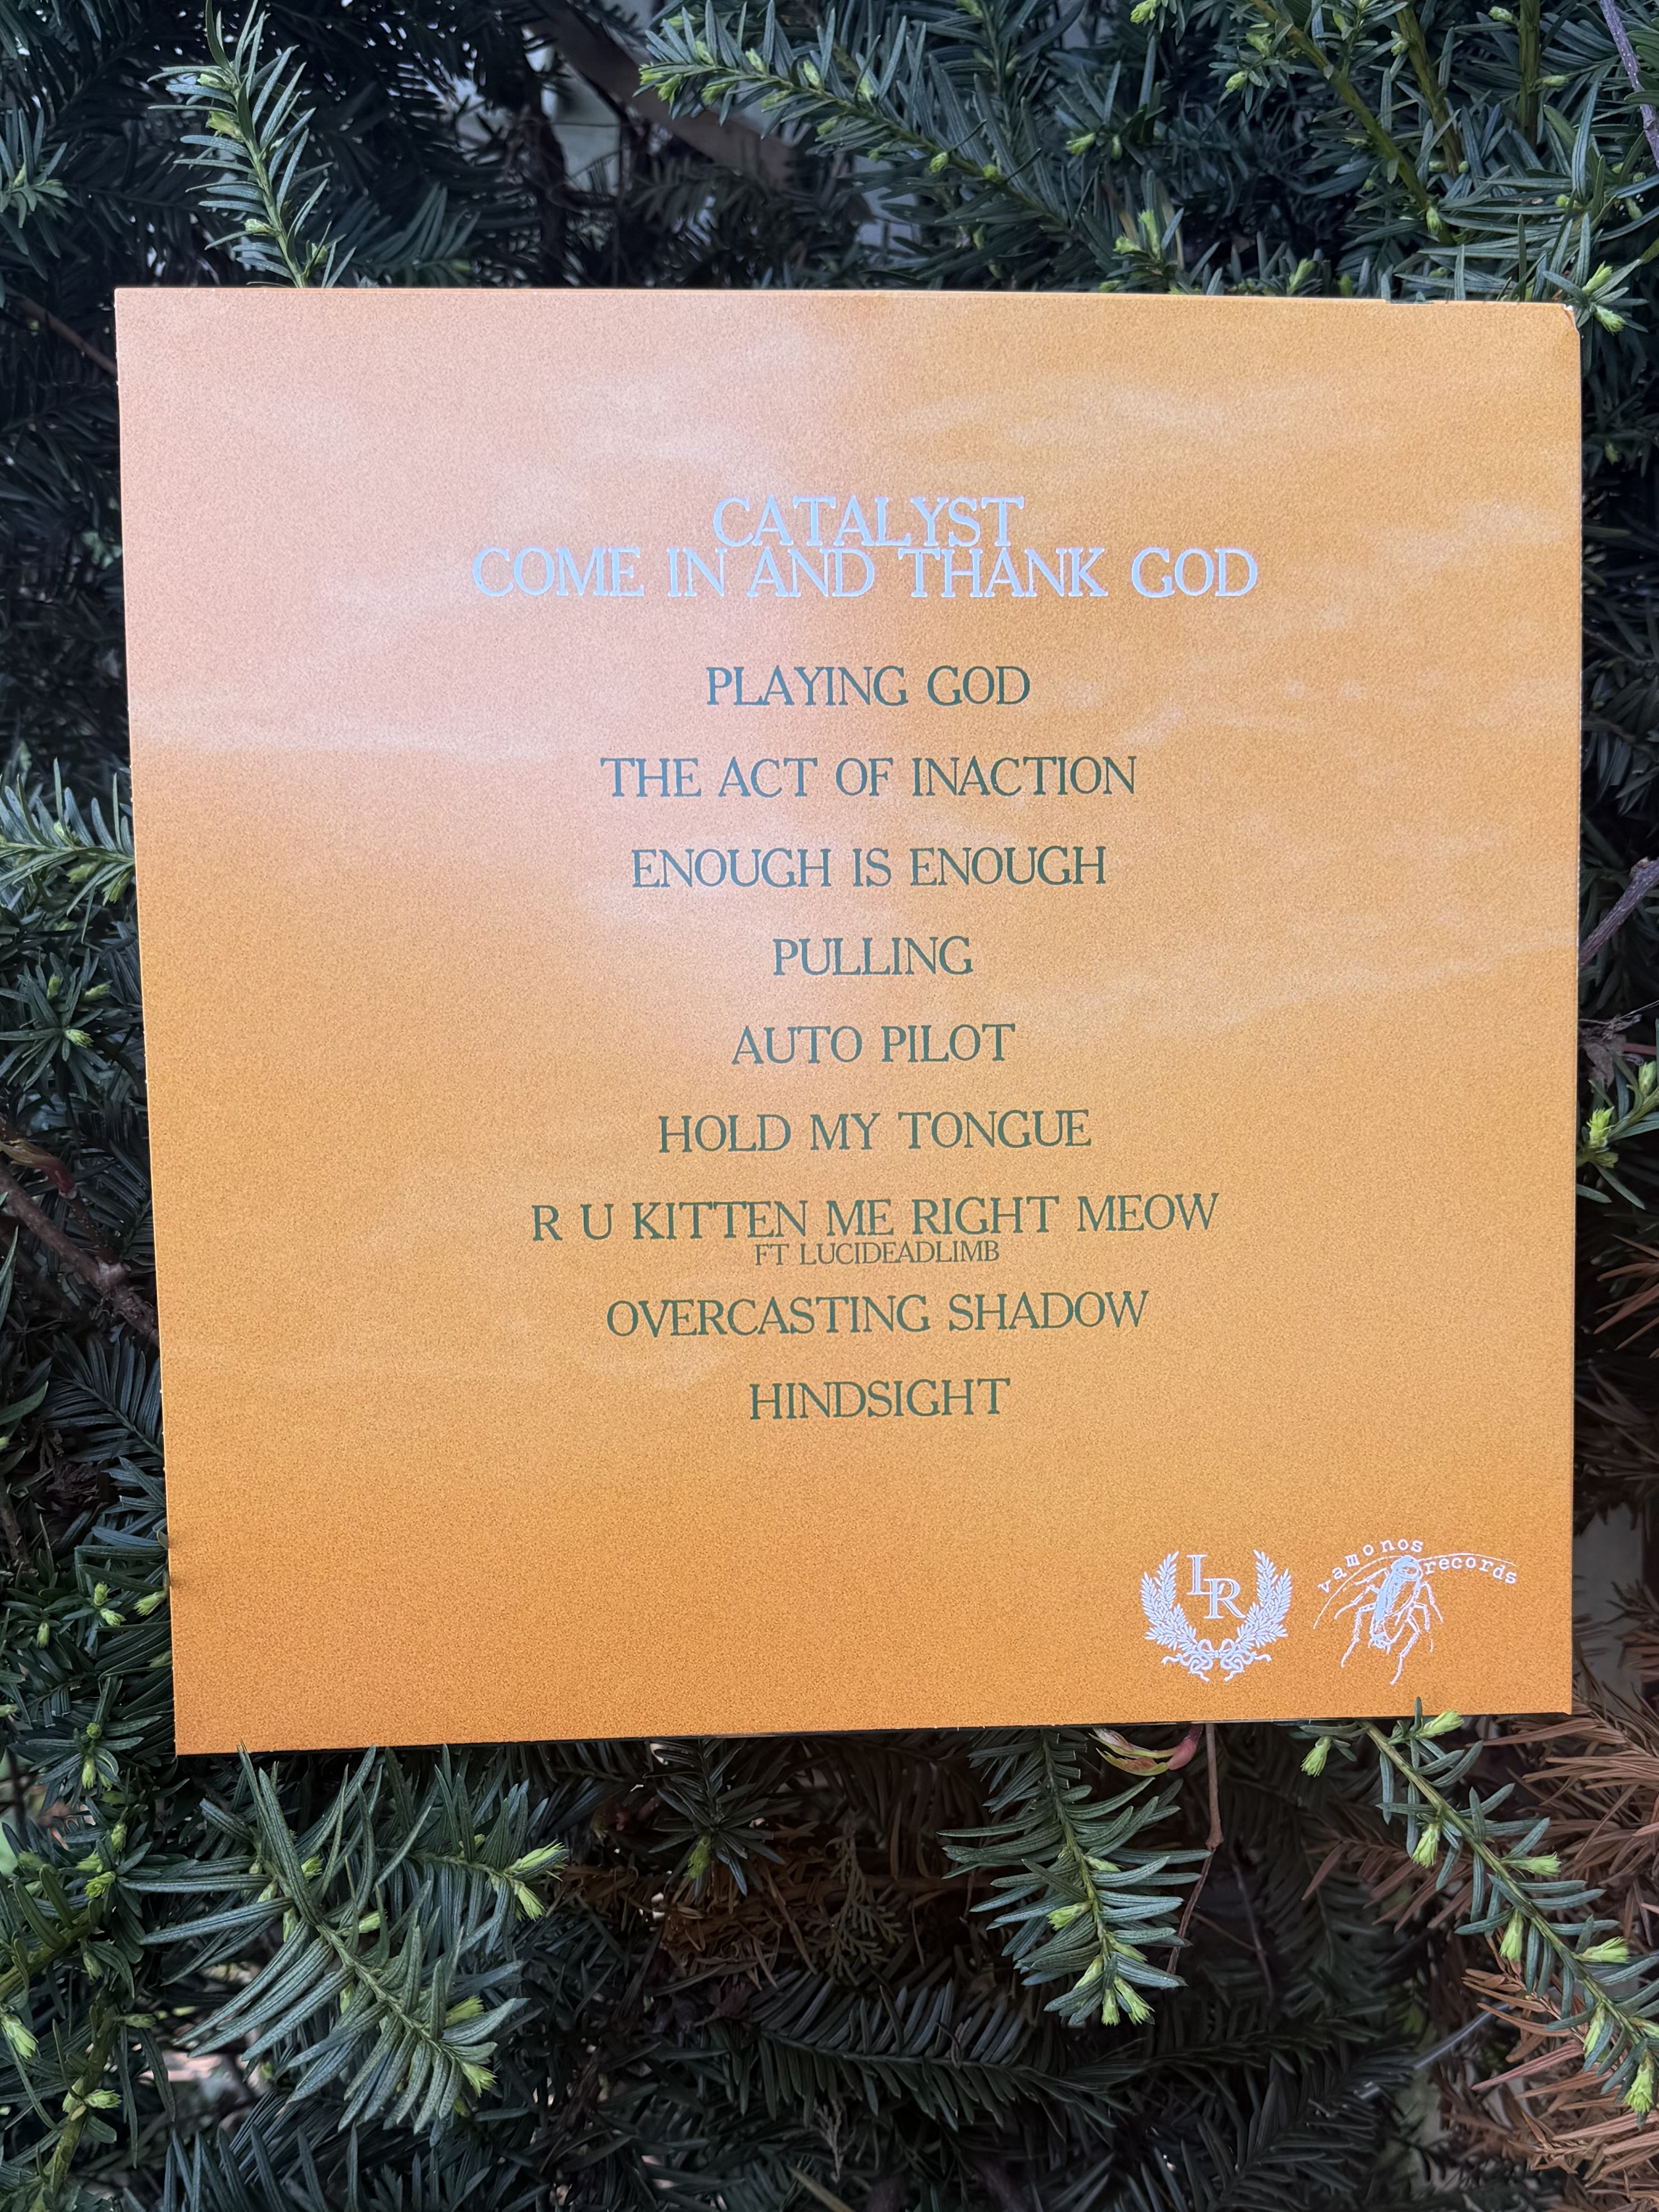 CATALYST
COME IN AND THANK GOD
PLAYING GOD
THE ACT OF INACTION
ENOUGH IS ENOUGH
PULLING
AUTO PILOT
HOLD MY TONGUE
R U KITTEN ME RIGHT MEOW
FT LUCIDEADLIMB
OVERCASTING SHADOW
HINDSIGHT
LR
vamonos records